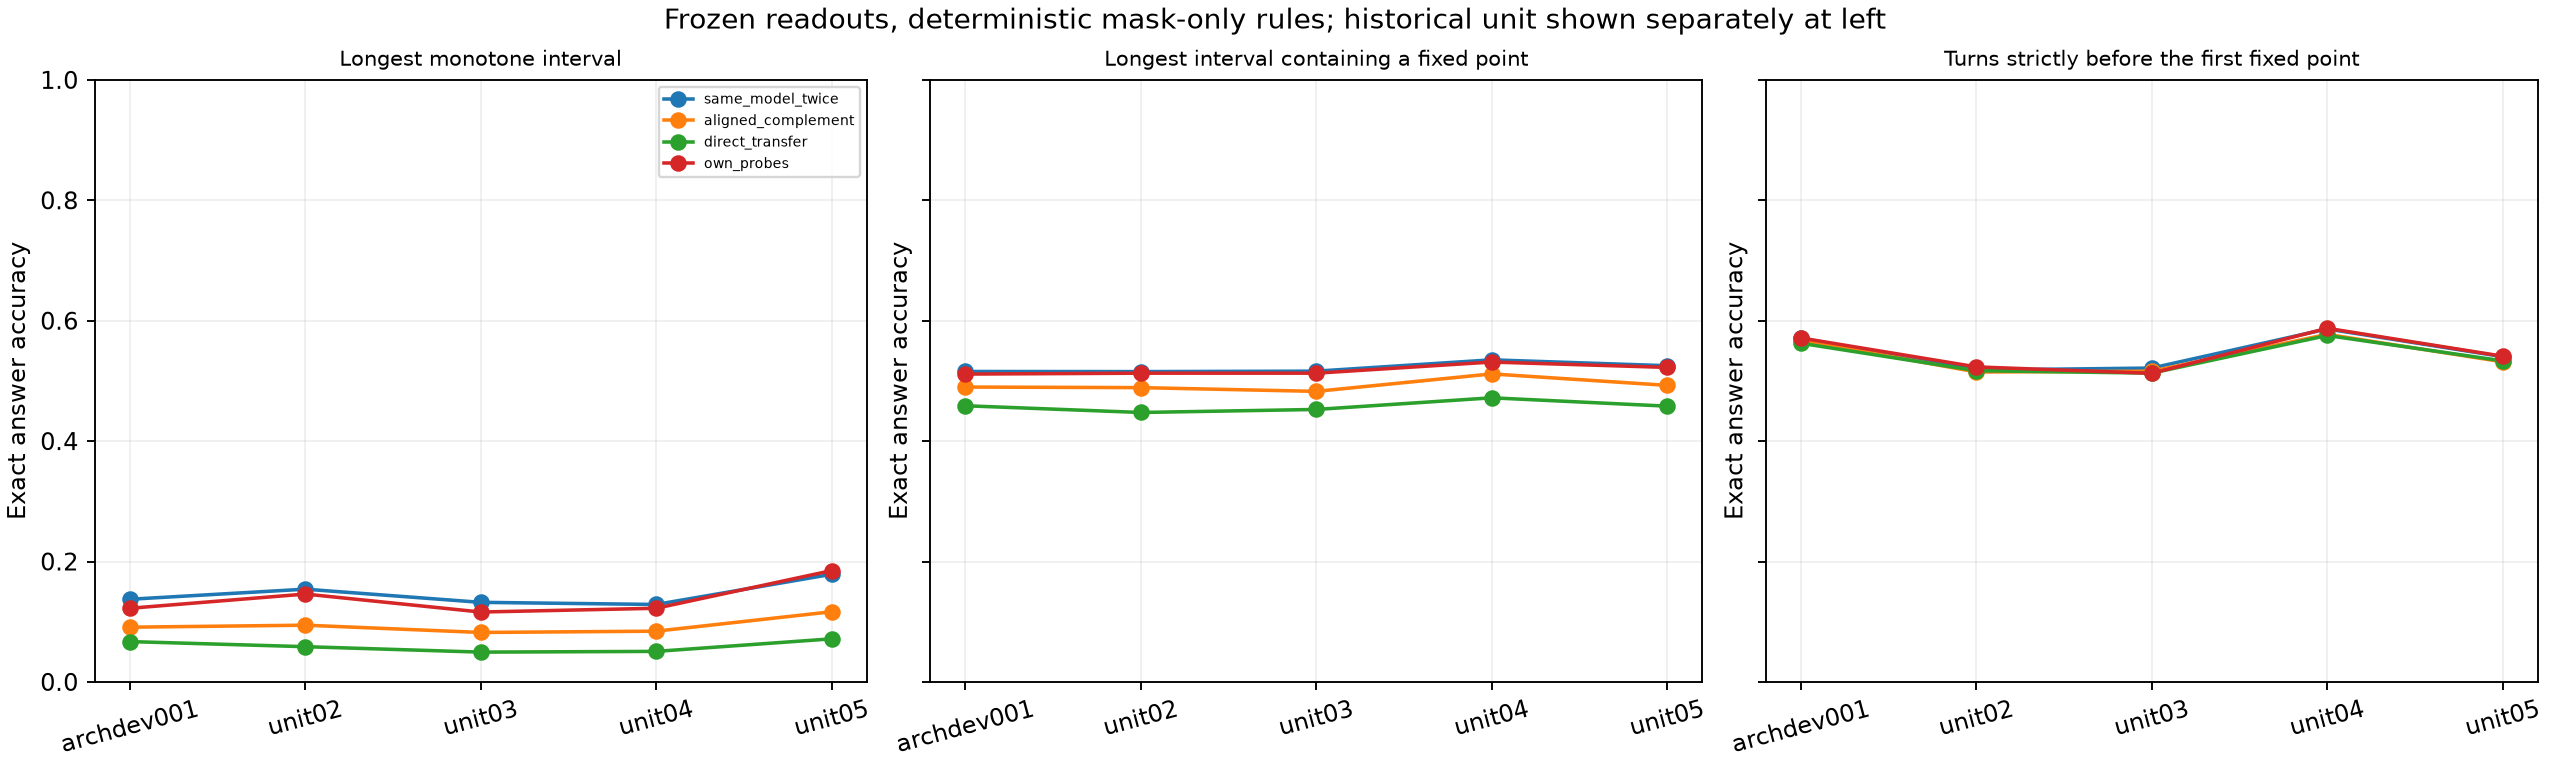 Frozen readouts, deterministic mask-only rules; historical unit shown separately at left
Longest monotone interval
Exact answer accuracy
1.0
0.8
0.6
0.4
0.2
0.0
same_model_twice
aligned_complement
direct_transfer
own_probes
archdev001
unit02
unit03
unit04
unit05
Longest interval containing a fixed point
Exact answer accuracy
archdev001
unit02
unit03
unit04
unit05
Turns strictly before the first fixed point
Exact answer accuracy
archdev001
unit02
unit03
unit04
unit05